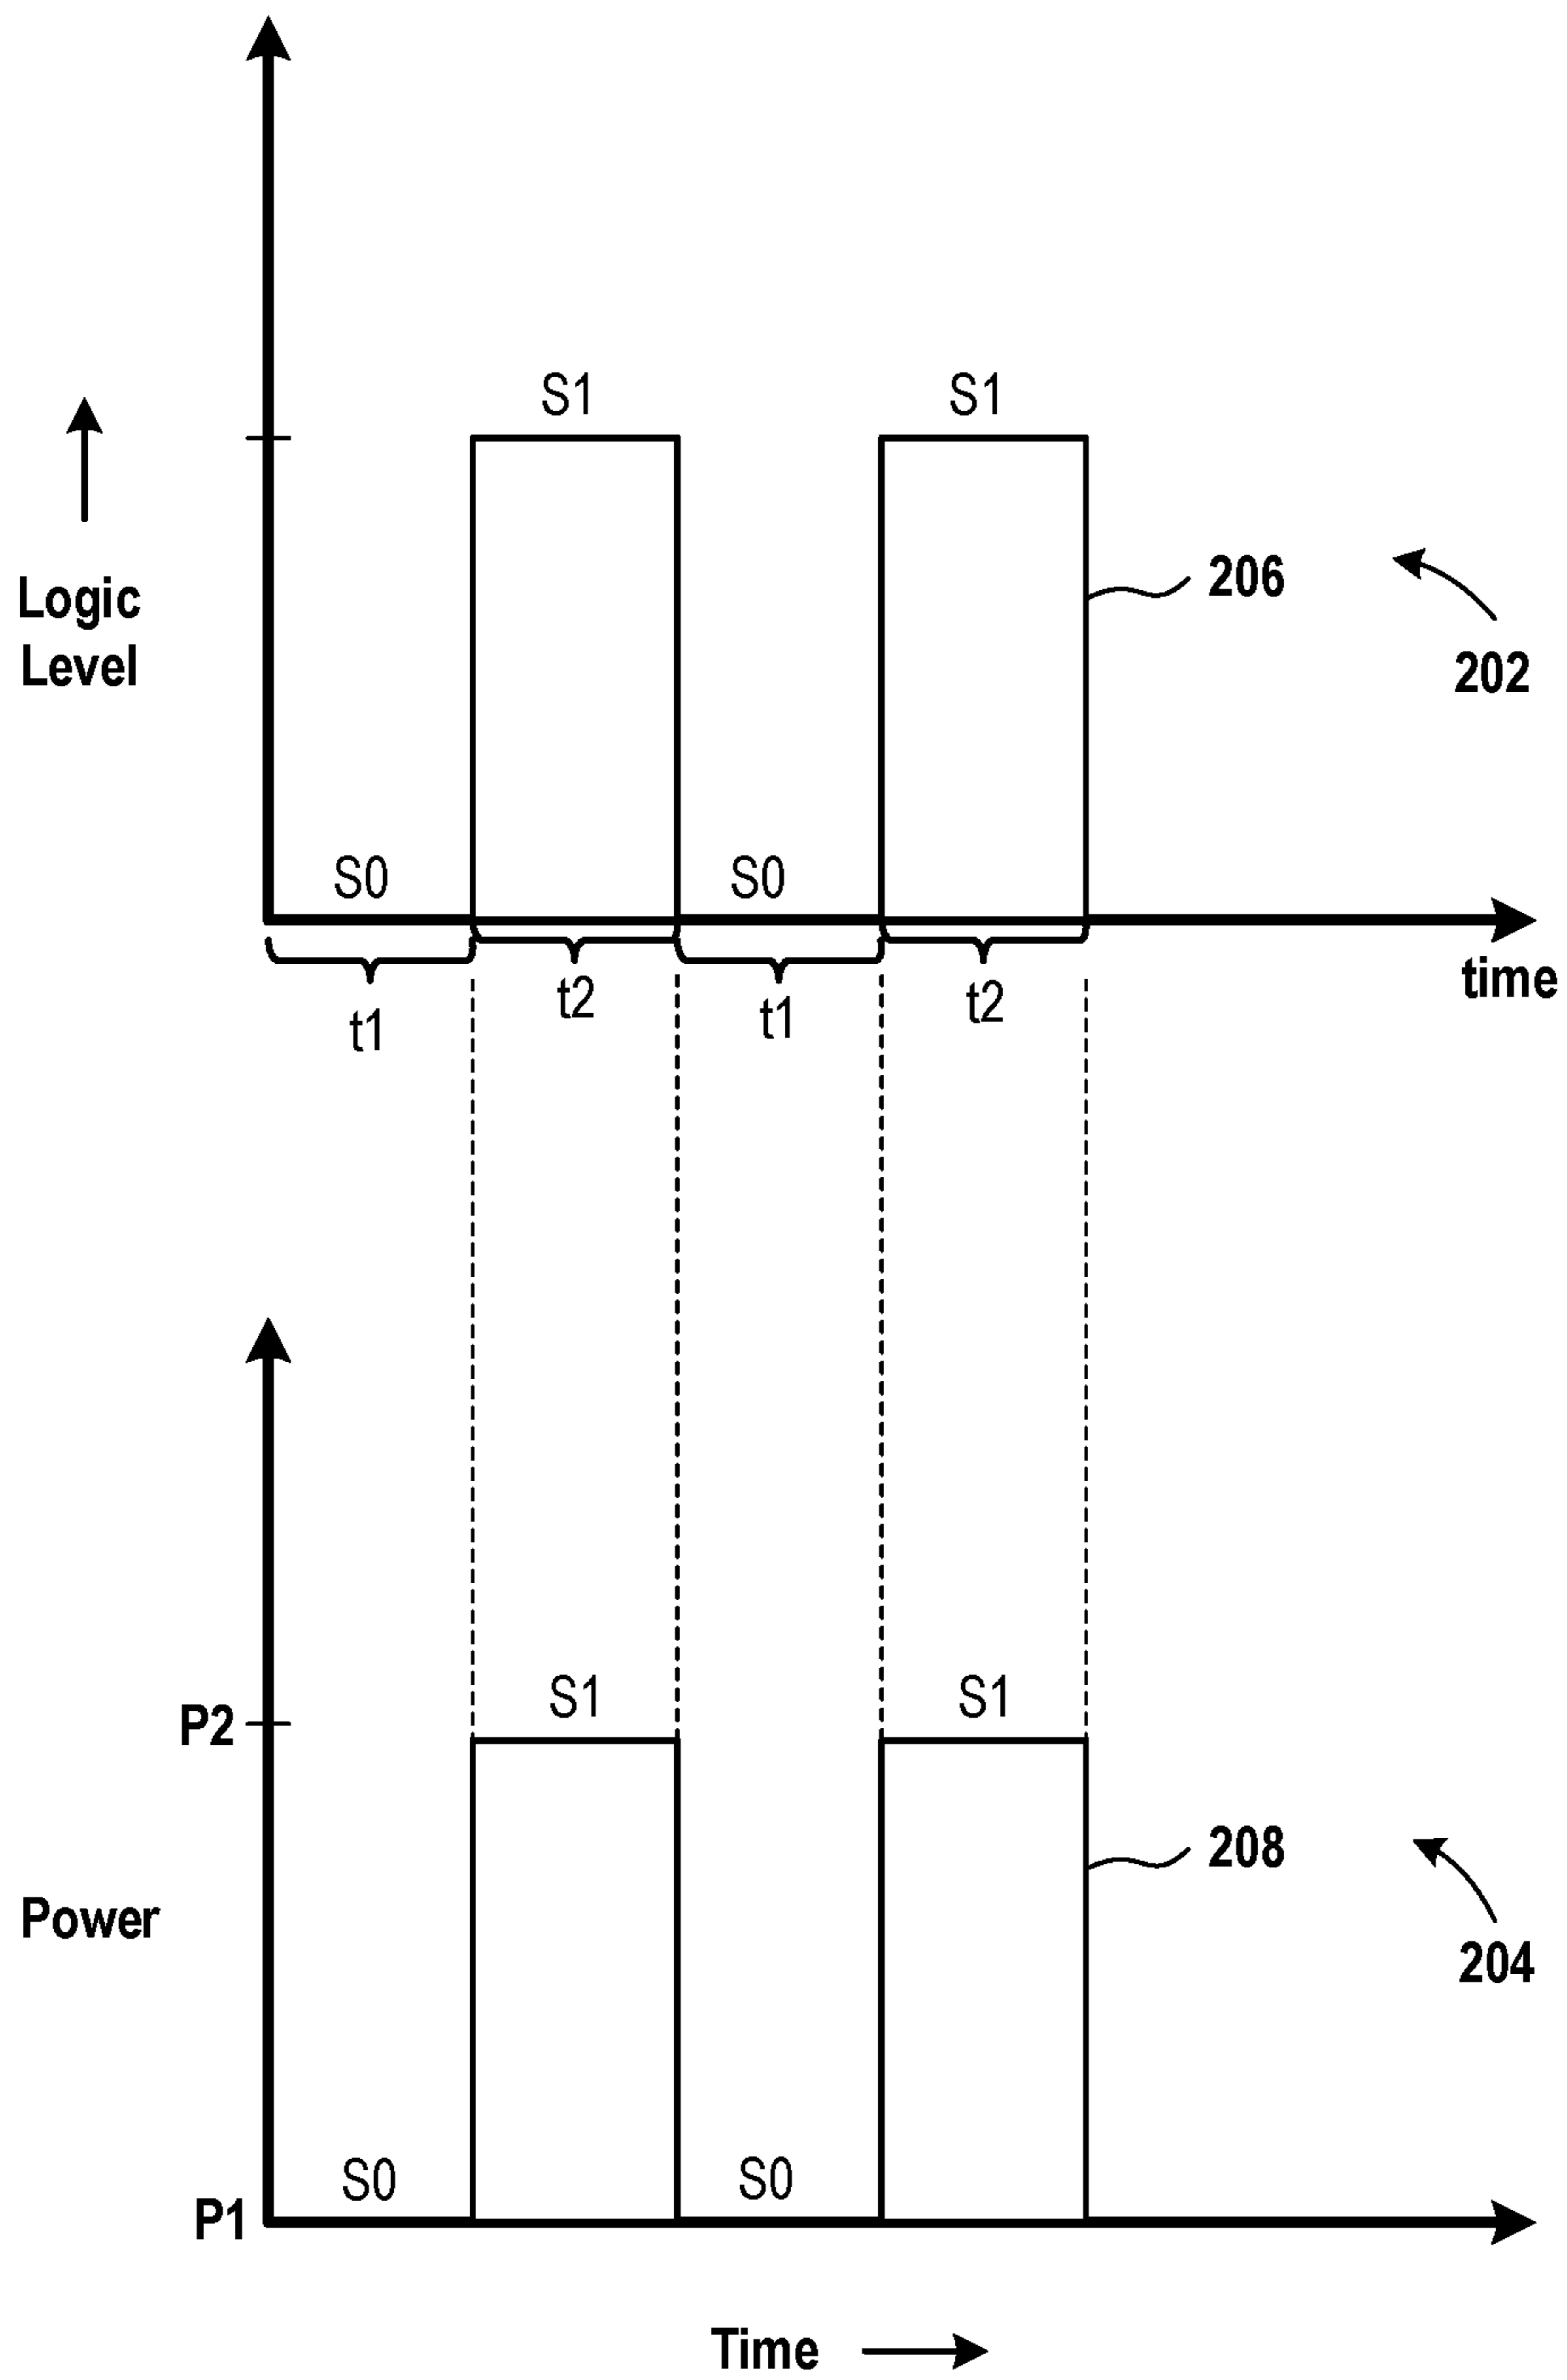 S1 S1
206
Logic
Level
202
S0 S0
time
t1 t2 t1 t2
S1 S1
P2
208
Power
204
S0 S0
P1
Time